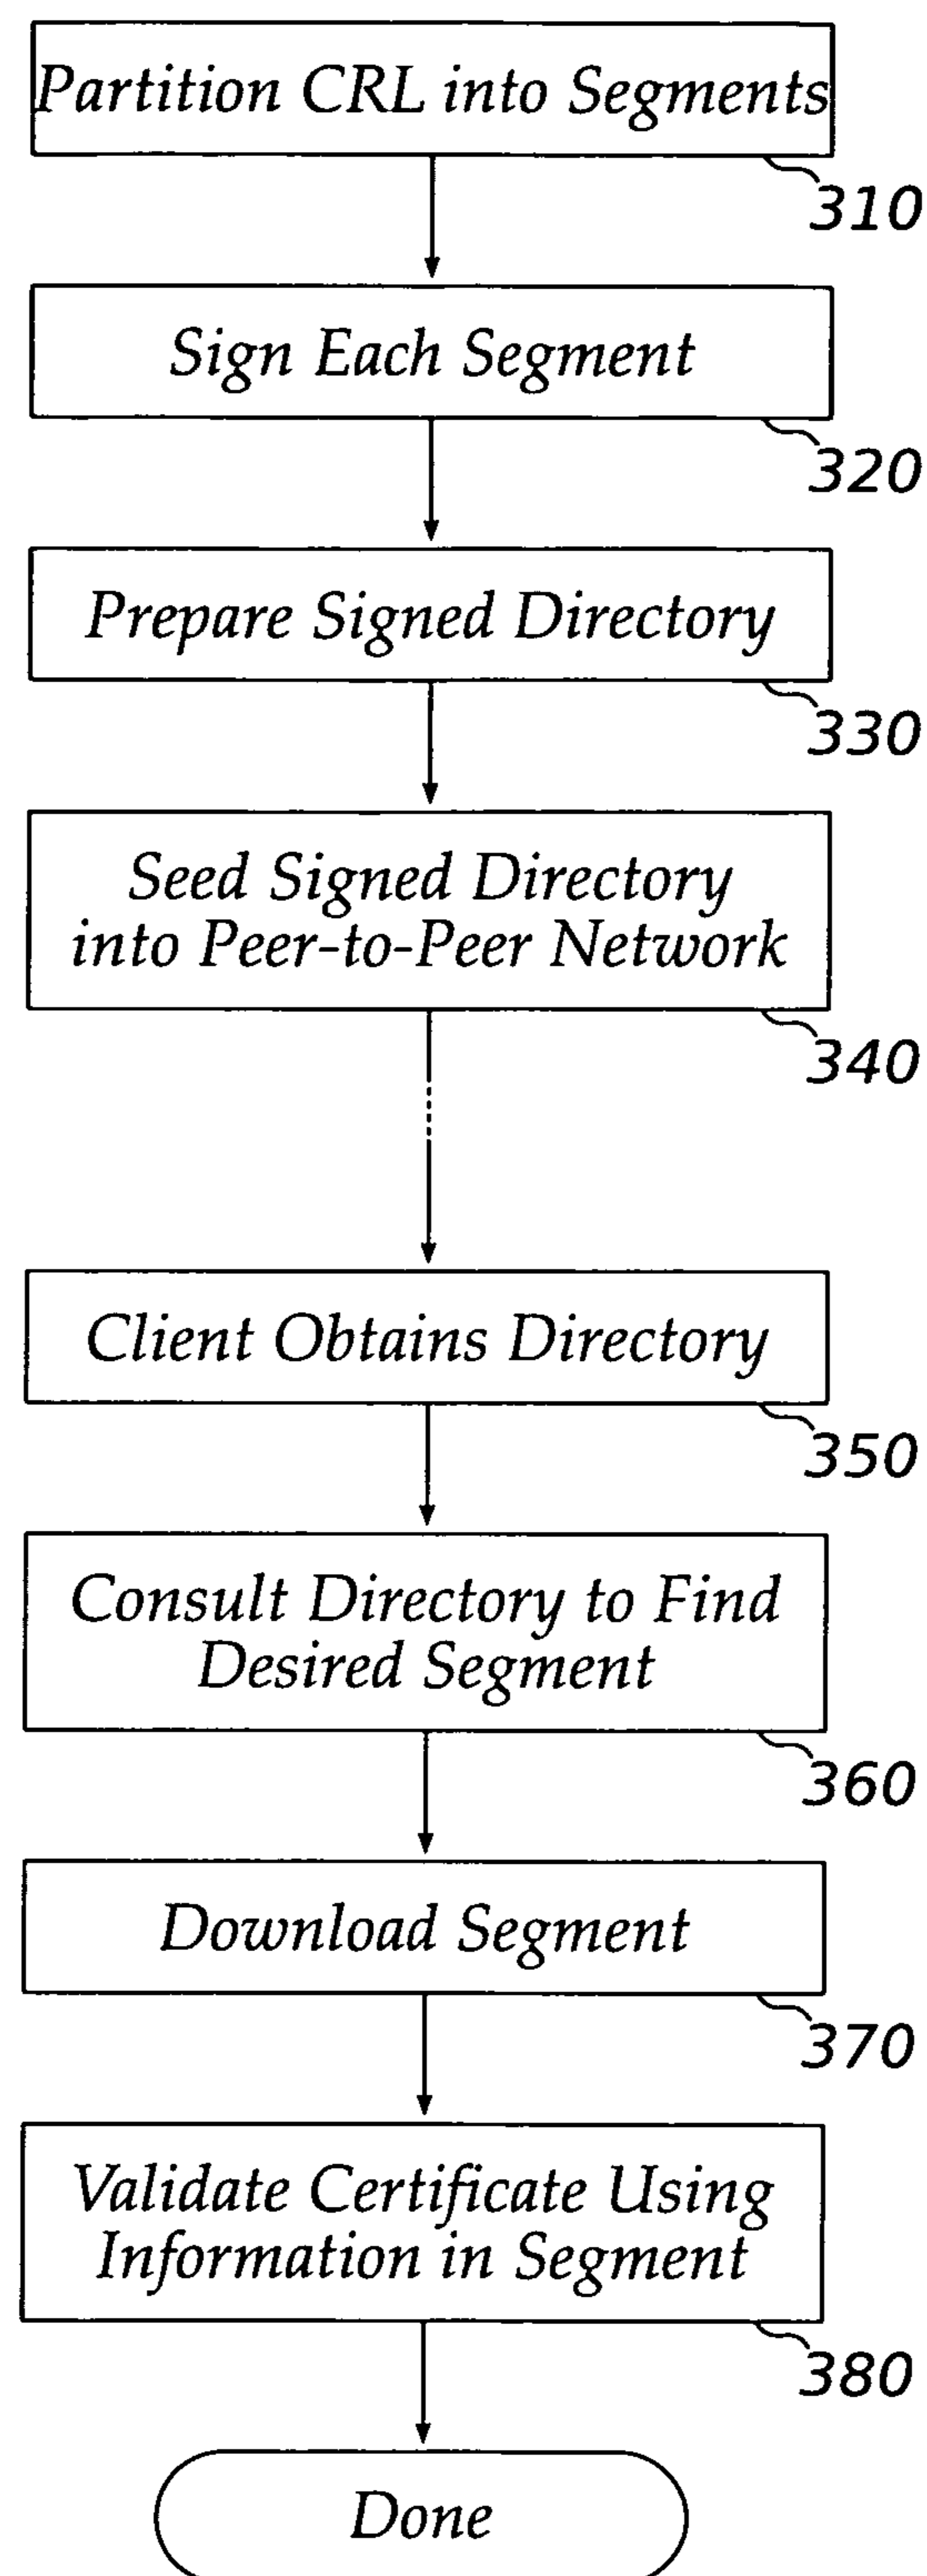 Partition CRL into Segments
310
Sign Each Segment
320
Prepare Signed Directory
330
Seed Signed Directory
into Peer-to-Peer Network
340
Client Obtains Directory
350
Consult Directory to Find
Desired Segment
360
Download Segment
370
Validate Certificate Using
Information in Segment
380
Done